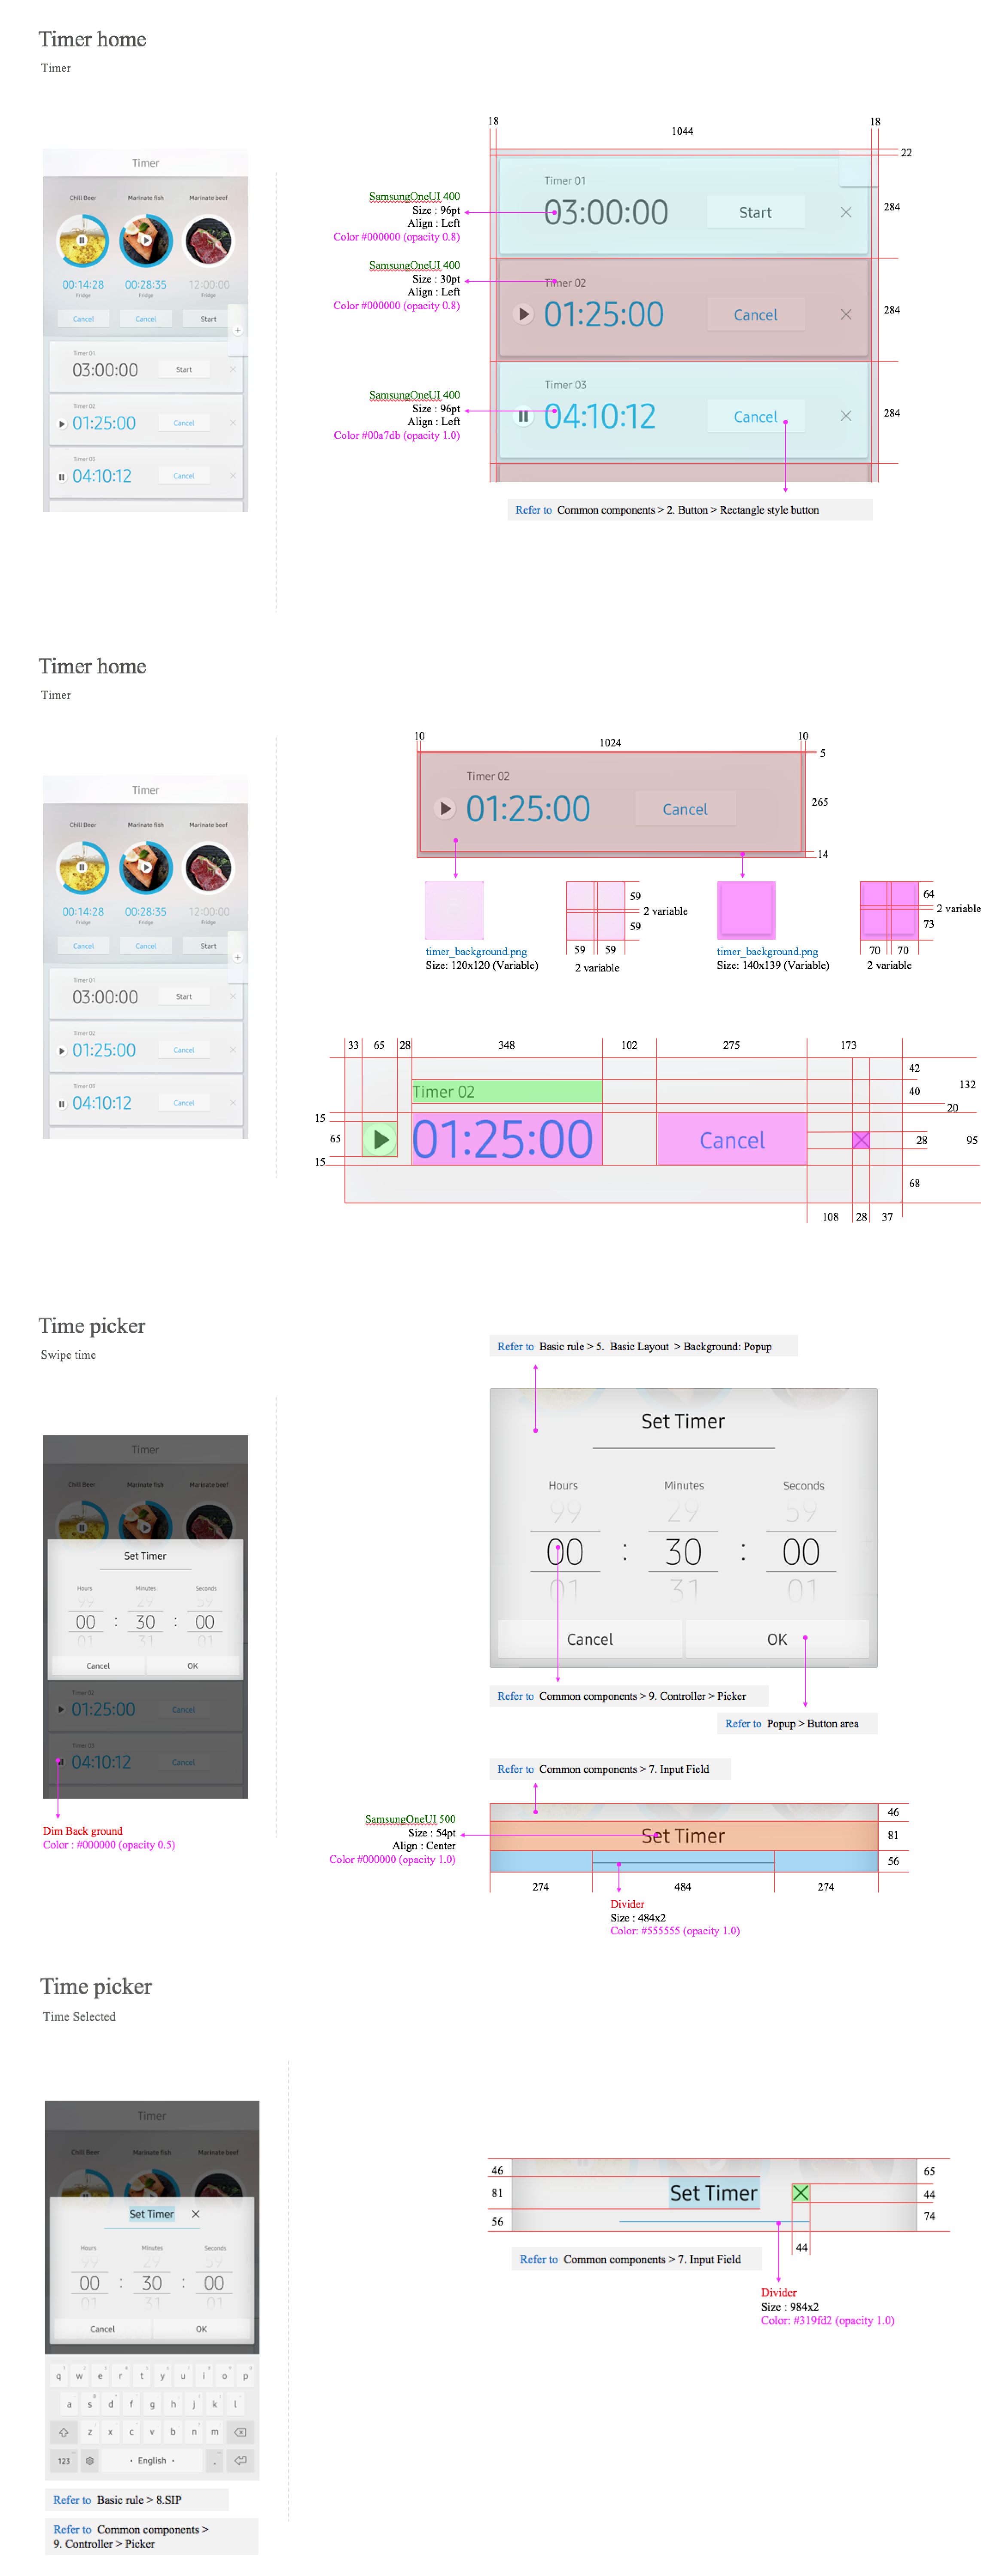 Timer home
Timer
Timer
Chill Beer
Marinate fish
Marinate beef
00:14:28
00:28:35
12:00:00
Fridge
Fridge
Cancel
Cancel
Start
+
Timer 01
03:00:00
Start
Timer 02
01:25:00
Cancel
Timer 03
04:10:12
Cancel
18
1044
18
22
284
284
284
SamsungOneUI 400
Size : 96pt
Align : Left
Color #000000 (opacity 0.8)
SamsungOneUI 400
Size : 30pt
Align : Left
Color #000000 (opacity 0.8)
SamsungOneUI 400
Size : 96pt
Align : Left
Color #00a7db (opacity 1.0)
Timer 01
03:00:00
Start
Timer 02
01:25:00
Cancel
Timer 03
04:10:12
Cancel
Refer to Common components > 2. Button > Rectangle style button
Timer home
Timer
Timer
Chill Beer
Marinate fish
Marinate beef
00:14:28
00:28:35
12:00:00
Fridge
Fridge
Cancel
Cancel
Start
+
Timer 01
03:00:00
Start
Timer 02
01:25:00
Cancel
Timer 03
04:10:12
Cancel
10
1024
10
5
265
14
Timer 02
01:25:00
Cancel
59
2 variable
59
59
59
2 variable
timer_background.png
Size: 120x120 (Variable)
64
2 variable
73
70
70
2 variable
timer_background.png
Size: 140x139 (Variable)
33
65
28
348
102
275
173
42
40
132
20
15
65
15
28
95
68
108
28
37
Timer 02
01:25:00
Cancel
Time picker
Swipe time
Timer
Chill Beer
Marinate fish
Marinate beef
Set Timer
Hours
Minutes
Seconds
99
29
59
00 : 30 : 00
01
31
01
Cancel
OK
Timer 02
01:25:00
Cancel
Timer 03
04:10:12
Cancel
Dim Back ground
Color : #000000 (opacity 0.5)
Refer to Basic rule > 5. Basic Layout > Background: Popup
Set Timer
Hours
Minutes
Seconds
99
29
59
00 : 30 : 00
01
31
01
Cancel
OK
Refer to Common components > 9. Controller > Picker
Refer to Popup > Button area
Refer to Common components > 7. Input Field
SamsungOneUI 500
Size : 54pt
Align : Center
Color #000000 (opacity 1.0)
Set Timer
46
81
56
274
484
274
Divider
Size : 484x2
Color: #555555 (opacity 1.0)
Time picker
Time Selected
Timer
Chill Beer
Marinate fish
Marinate beef
Set Timer
Hours
Minutes
Seconds
99
29
59
00 : 30 : 00
01
31
01
Cancel
OK
q w e r t y u i o p
a s d f g h j k l
z x c v b n m
123
English
.
46
81
56
Set Timer
65
44
74
44
Refer to Common components > 7. Input Field
Divider
Size : 984x2
Color: #319fd2 (opacity 1.0)
Refer to Basic rule > 8.SIP
Refer to Common components >
9. Controller > Picker